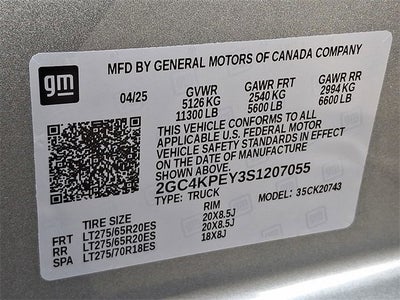 gm
MFD BY GENERAL MOTORS OF CANADA COMPANY
04/25 GVWR GAWR FRT GAWR RR
5126 KG 2540 KG 2994 KG
11300 LB 5600 LB 6600 LB
THIS VEHICLE CONFORMS TO ALL
APPLICABLE U.S. FEDERAL MOTOR
VEHICLE SAFETY STANDARDS IN EFFECT
ON THE DATE OF MANUFACTURE
SHOWN ABOVE.
2GC4KPEY3S1207055
TYPE: TRUCK MODEL: 35CK20743
TIRE SIZE RIM
FRT LT275/65R20ES 20X8.5J
RR LT275/65R20ES 20X8.5J
SPA LT275/70R18ES 18X8J